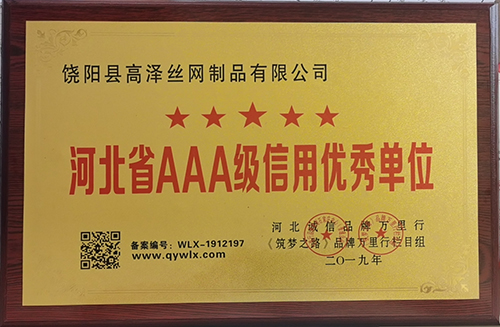 饶阳县高泽丝网制品有限公司
★★★★★
河北省AAA级信用优秀单位
河北诚信品牌万里行
备案编号：WLX-1912197
《筑梦之路》品牌万里行栏目组
www.qywlx.com
二〇一九年